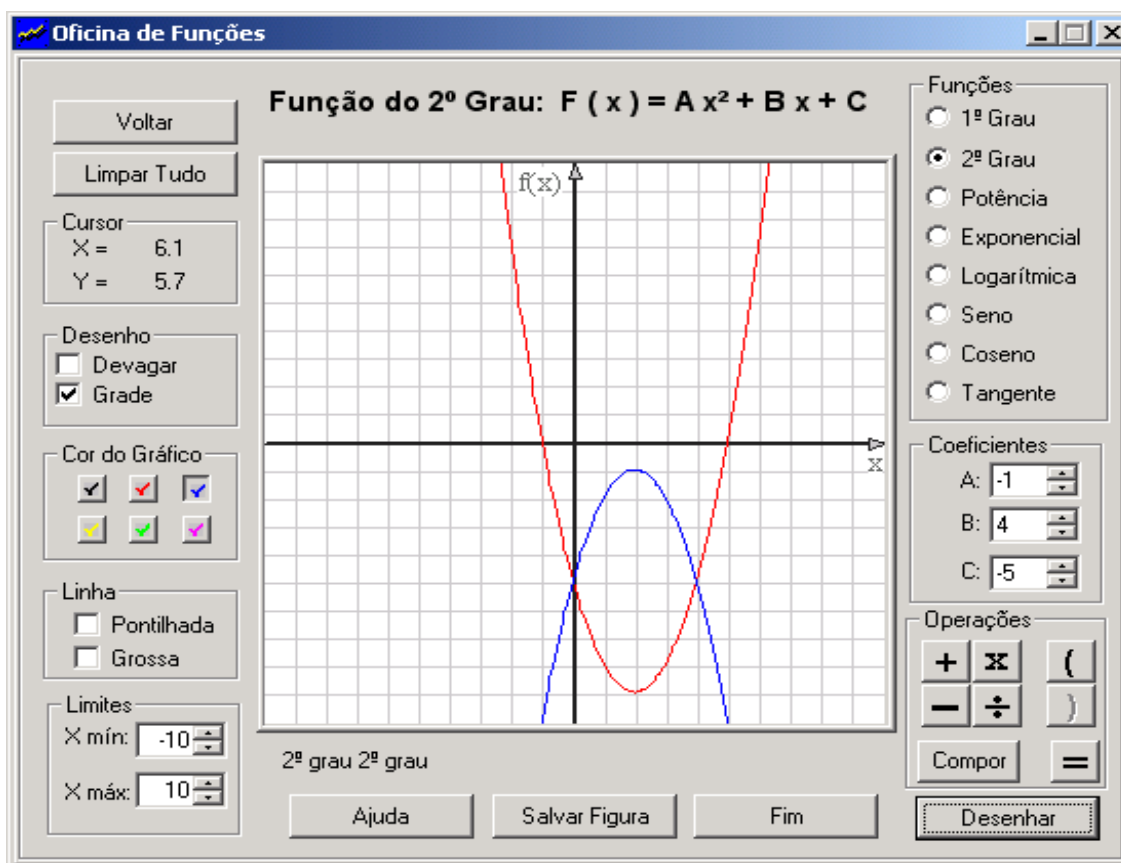 Oficina de Funções
Voltar
Limpar Tudo
Cursor
X = 6.1
Y = 5.7
Desenho
Devagar
Grade
Cor do Gráfico
Linha
Pontilhada
Grossa
Limites
X mín: -10
X máx: 10
Função do 2º Grau: F ( x ) = A x² + B x + C
f(x)
x
2º grau 2º grau
Ajuda
Salvar Figura
Fim
Funções
1º Grau
2º Grau
Potência
Exponencial
Logarítmica
Seno
Coseno
Tangente
Coeficientes
A: -1
B: 4
C: -5
Operações
+ x (
− ÷ )
Compor =
Desenhar